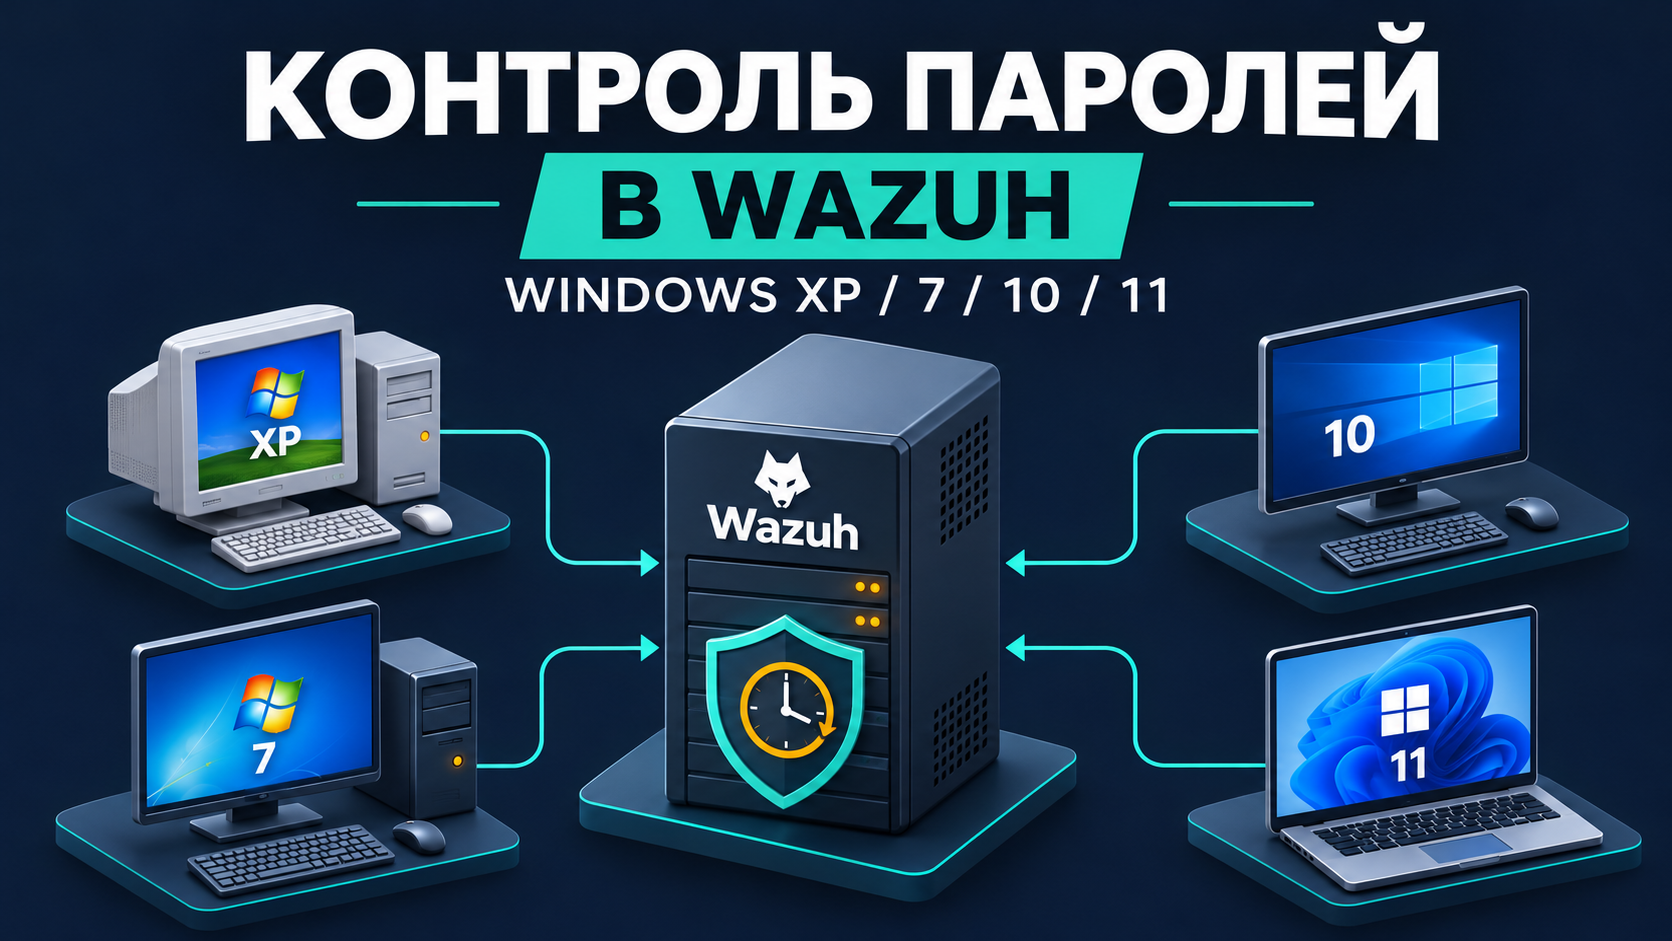 КОНТРОЛЬ ПАРОЛЕЙ
В WAZUH
WINDOWS XP / 7 / 10 / 11
XP
10
Wazuh
7
11